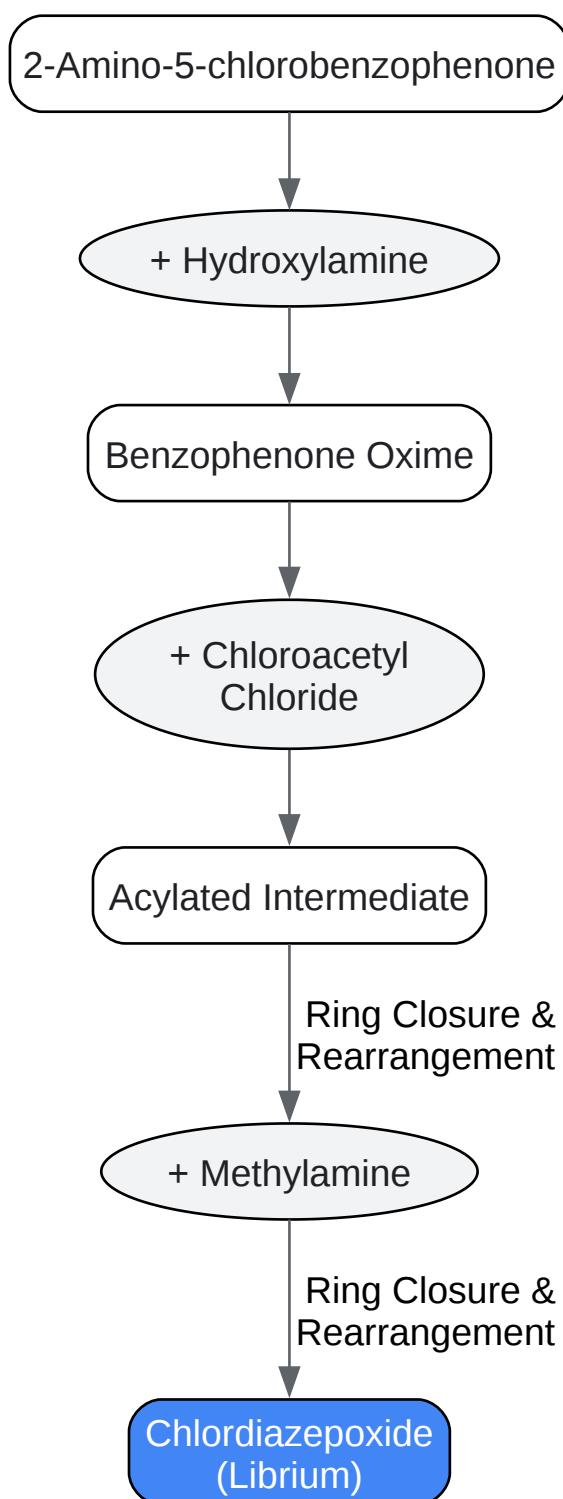 2-Amino-5-chlorobenzophenone
+ Hydroxylamine
Benzophenone Oxime
+ Chloroacetyl
Chloride
Acylated Intermediate
Ring Closure &
Rearrangement
+ Methylamine
Ring Closure &
Rearrangement
Chlordiazepoxide
(Librium)